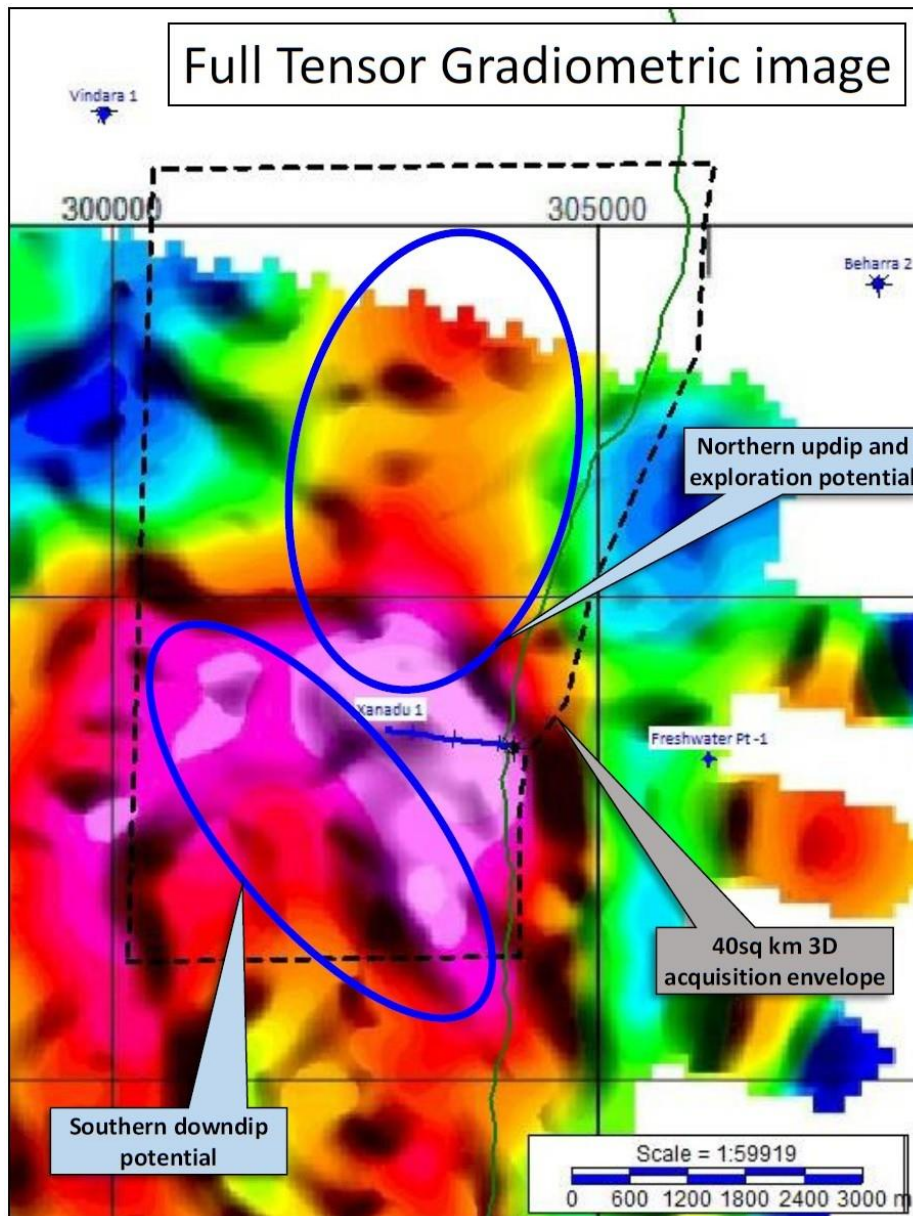 Full Tensor Gradiometric image
Vindara 1
300000
305000
Beharra 2
Northern updip and
exploration potential
Xanadu 1
Freshwater Pt -1
40sq km 3D
acquisition envelope
Southern downdip
potential
Scale = 1:59919
0 600 1200 1800 2400 3000 m